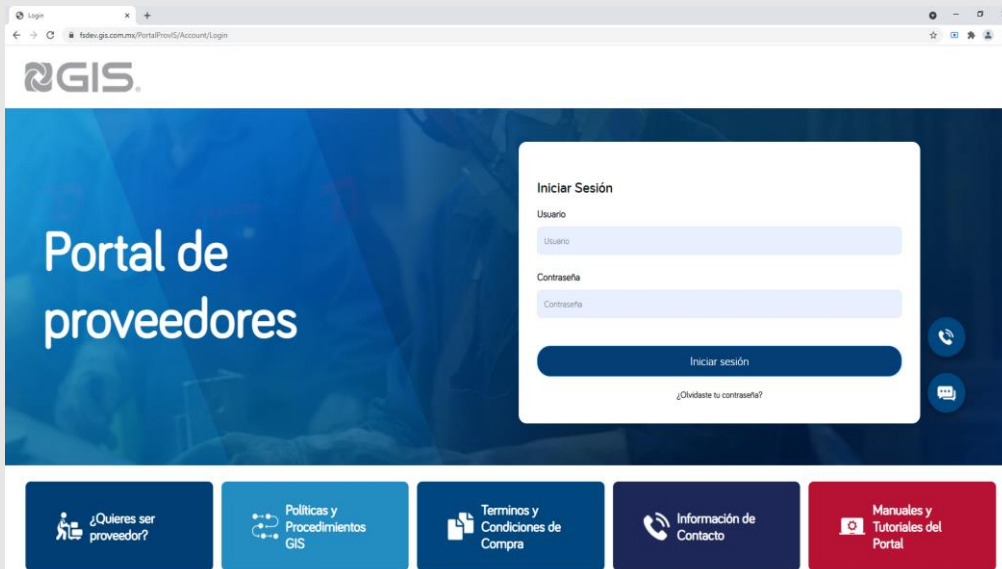 Login
fsdev.gis.com.mx/PortalProvIS/Account/Login
GIS®
Portal de
proveedores
Iniciar Sesión
Usuario
Usuario
Contraseña
Contraseña
Iniciar sesión
¿Olvidaste tu contraseña?
¿Quieres ser
proveedor?
Políticas y
Procedimientos
GIS
Terminos y
Condiciones de
Compra
Información de
Contacto
Manuales y
Tutoriales del
Portal